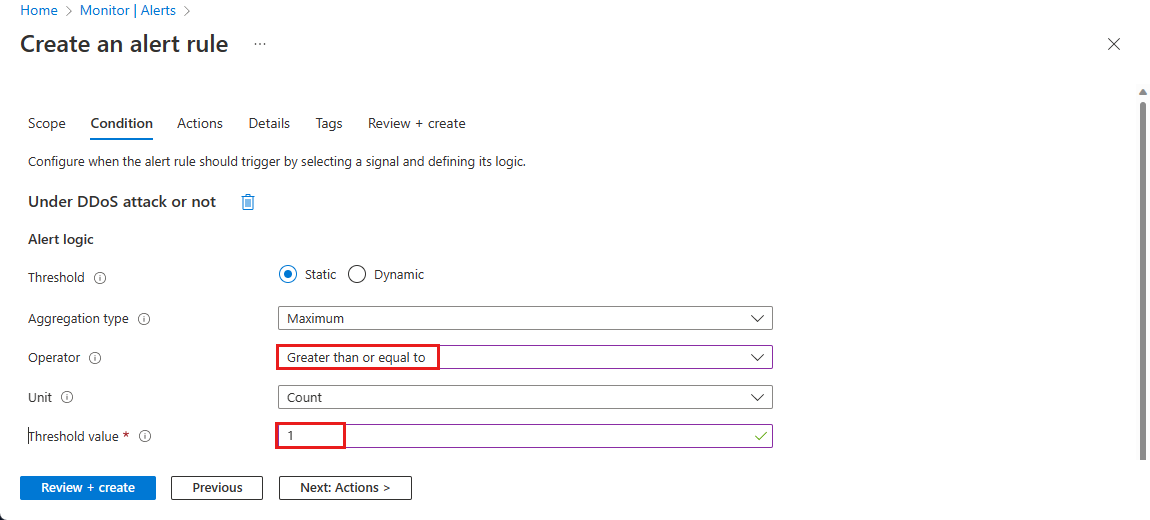 Home > Monitor | Alerts >
Create an alert rule ...
Scope Condition Actions Details Tags Review + create
Configure when the alert rule should trigger by selecting a signal and defining its logic.
Under DDoS attack or not
Alert logic
Threshold Static Dynamic
Aggregation type Maximum
Operator Greater than or equal to
Unit Count
Threshold value * 1
Review + create Previous Next: Actions >